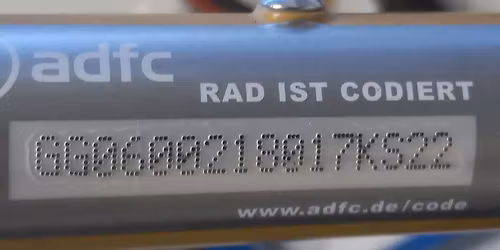 adfc
RAD IST CODIERT
GG0600218017KS22
www.adfc.de/code